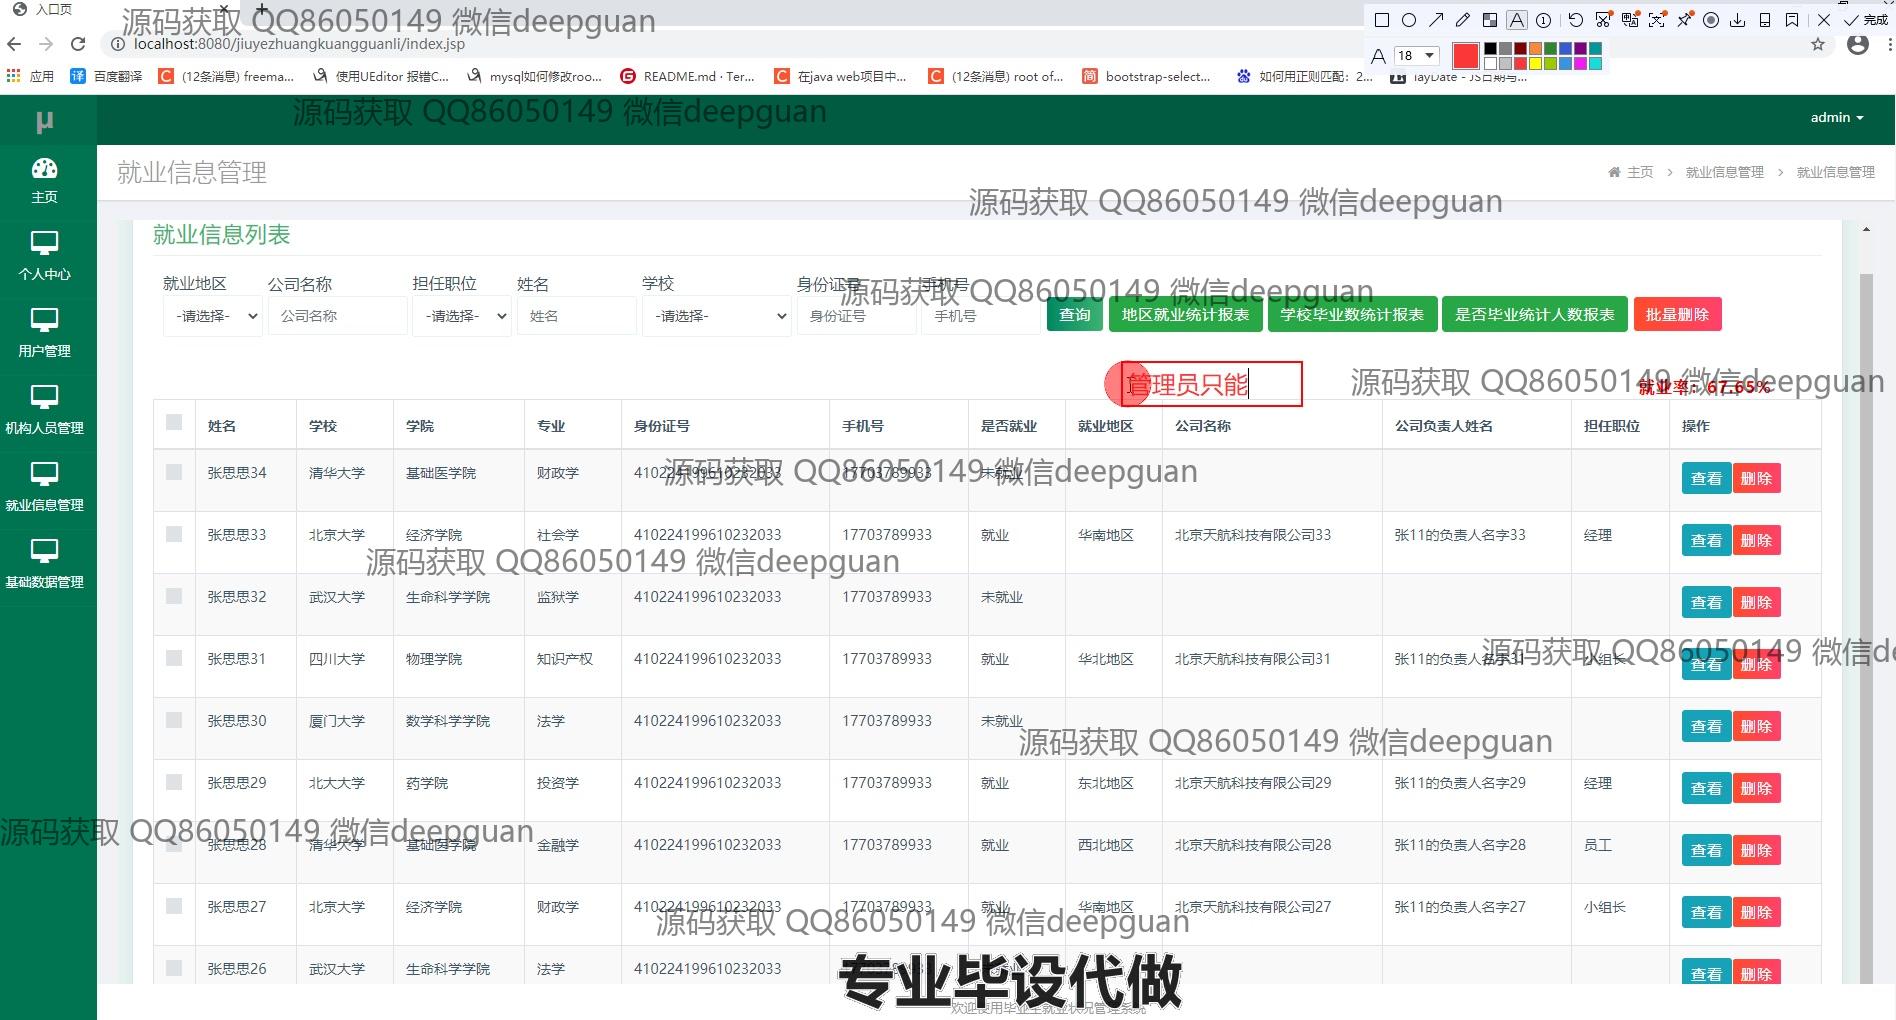 入口页
源码获取 QQ86050149 微信deepguan
完成
localhost:8080/jiuyezhuangkuangguanli/index.jsp
A 18
应用 百度翻译 (12条消息) freema... 使用UEditor 报错C... mysql如何修改roo... README.md · Ter... 在java web项目中... (12条消息) root of... bootstrap-select... 如何用正则匹配：2... layDate - JS日期与...
源码获取 QQ86050149 微信deepguan
μ admin
主页
个人中心
用户管理
机构人员管理
就业信息管理
基础数据管理
就业信息管理 主页 > 就业信息管理 > 就业信息管理
源码获取 QQ86050149 微信deepguan
就业信息列表
就业地区 公司名称 担任职位 姓名 学校 身份证号 手机号
源码获取 QQ86050149 微信deepguan
-请选择- 公司名称 -请选择- 姓名 -请选择- 身份证号 手机号 查询 地区就业统计报表 学校毕业数统计报表 是否毕业统计人数报表 批量删除
管理员只能
源码获取 QQ86050149 微信deepguan
就业率：67.65%
姓名 学校 学院 专业 身份证号 手机号 是否就业 就业地区 公司名称 公司负责人姓名 担任职位 操作
张思思34 清华大学 基础医学院 财政学 410224199610232033 17703789933 未就业 查看 删除
源码获取 QQ86050149 微信deepguan
张思思33 北京大学 经济学院 社会学 410224199610232033 17703789933 就业 华南地区 北京天航科技有限公司33 张11的负责人名字33 经理 查看 删除
源码获取 QQ86050149 微信deepguan
张思思32 武汉大学 生命科学学院 监狱学 410224199610232033 17703789933 未就业 查看 删除
张思思31 四川大学 物理学院 知识产权 410224199610232033 17703789933 就业 华北地区 北京天航科技有限公司31 张11的负责人名字31 小组长 查看 删除
源码获取 QQ86050149 微信de
张思思30 厦门大学 数学科学学院 法学 410224199610232033 17703789933 未就业 查看 删除
源码获取 QQ86050149 微信deepguan
张思思29 北大大学 药学院 投资学 410224199610232033 17703789933 就业 东北地区 北京天航科技有限公司29 张11的负责人名字29 经理 查看 删除
源码获取 QQ86050149 微信deepguan
张思思28 清华大学 基础医学院 金融学 410224199610232033 17703789933 就业 西北地区 北京天航科技有限公司28 张11的负责人名字28 员工 查看 删除
张思思27 北京大学 经济学院 财政学 410224199610232033 17703789933 就业 华南地区 北京天航科技有限公司27 张11的负责人名字27 小组长 查看 删除
源码获取 QQ86050149 微信deepguan
张思思26 武汉大学 生命科学学院 法学 410224199610232033 查看 删除
专业毕设代做
欢迎使用毕业生就业状况管理系统